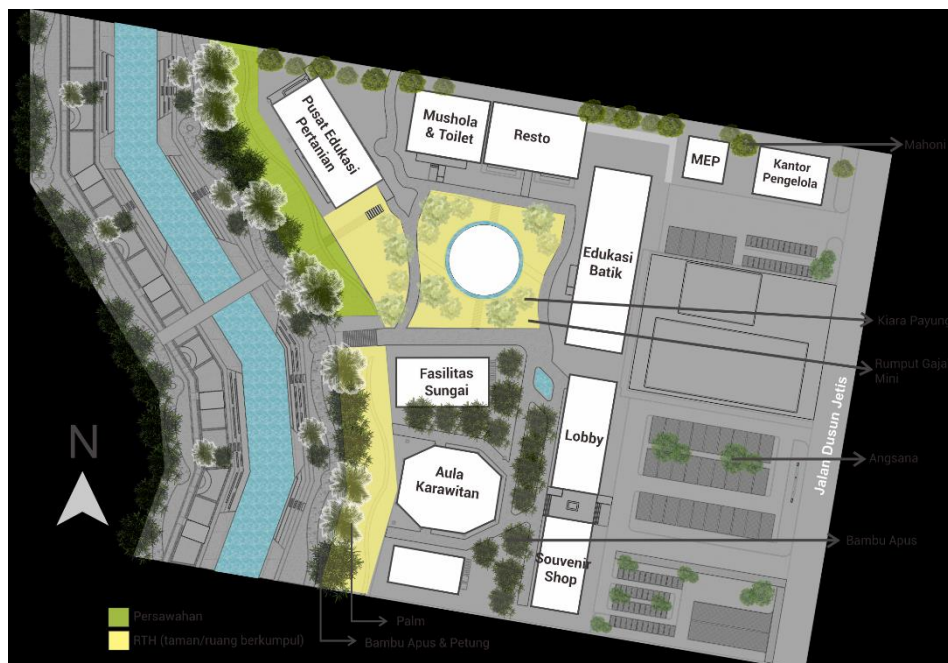 Mushola
& Toilet
Resto
Pusat Edukasi
Pertanian
MEP
Kantor
Pengelola
Mahoni
Edukasi
Batik
Kiara Payung
Rumput Gajah
Mini
Fasilitas
Sungai
Lobby
Jalan Dusun Jetis
N
Aula
Karawitan
Angsana
Bambu Apus
Souvenir
Shop
Persawahan
Palm
RTH (taman/ruang berkumpul)
Bambu Apus & Petung